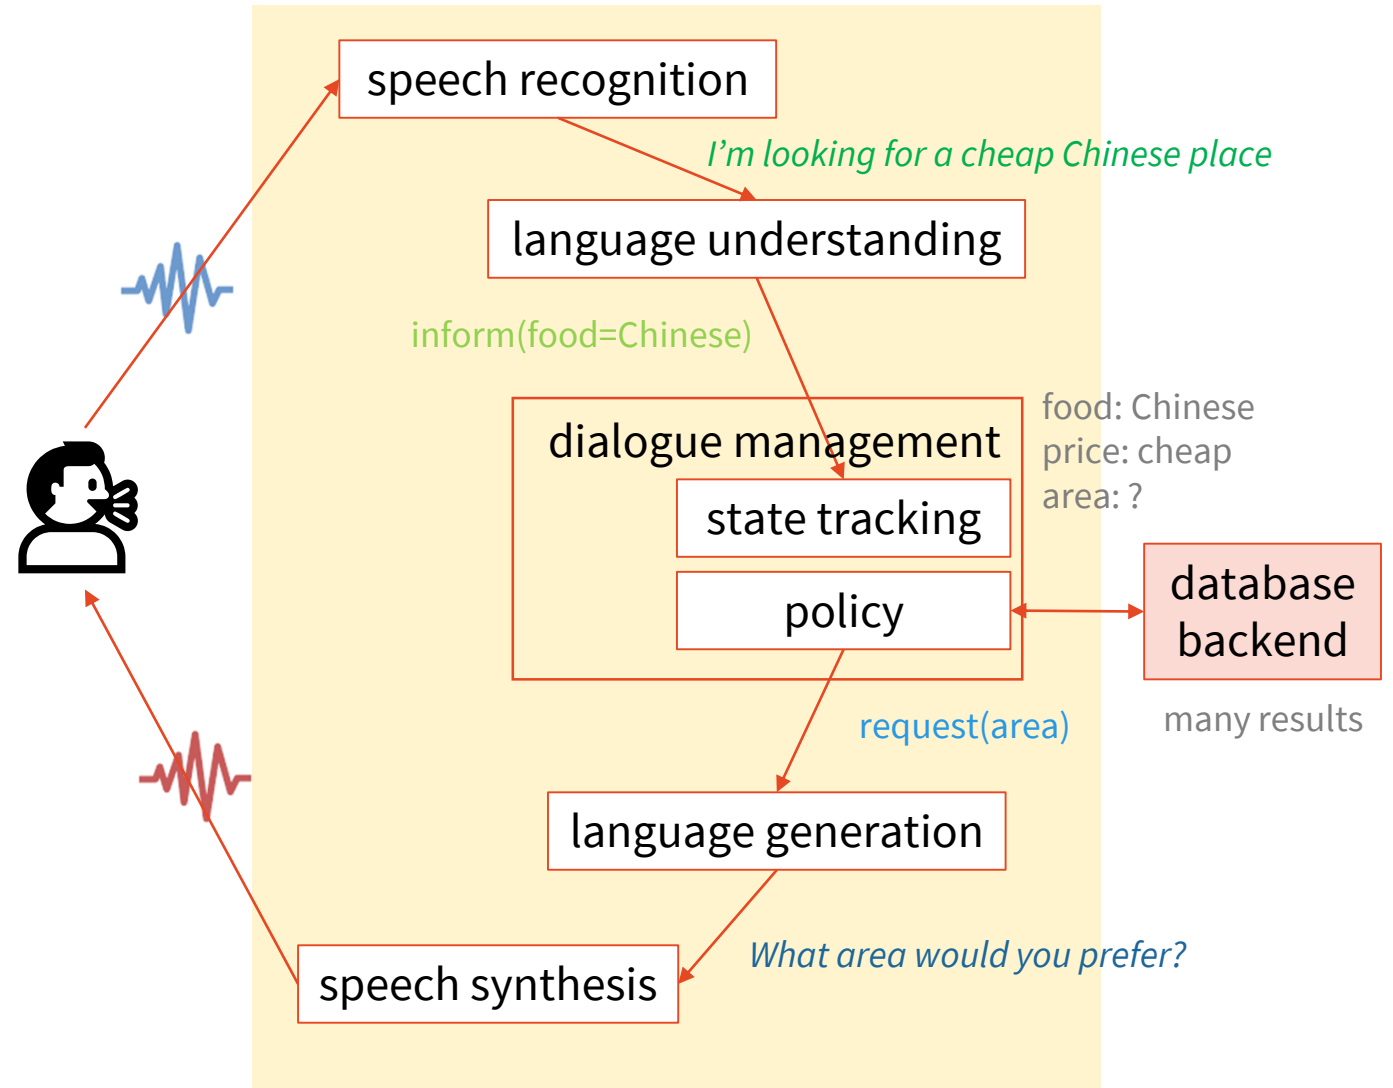 speech recognition
I'm looking for a cheap Chinese place
language understanding
inform(food=Chinese)
dialogue management
food: Chinese
price: cheap
area: ?
state tracking
policy
database
backend
many results
request(area)
language generation
What area would you prefer?
speech synthesis